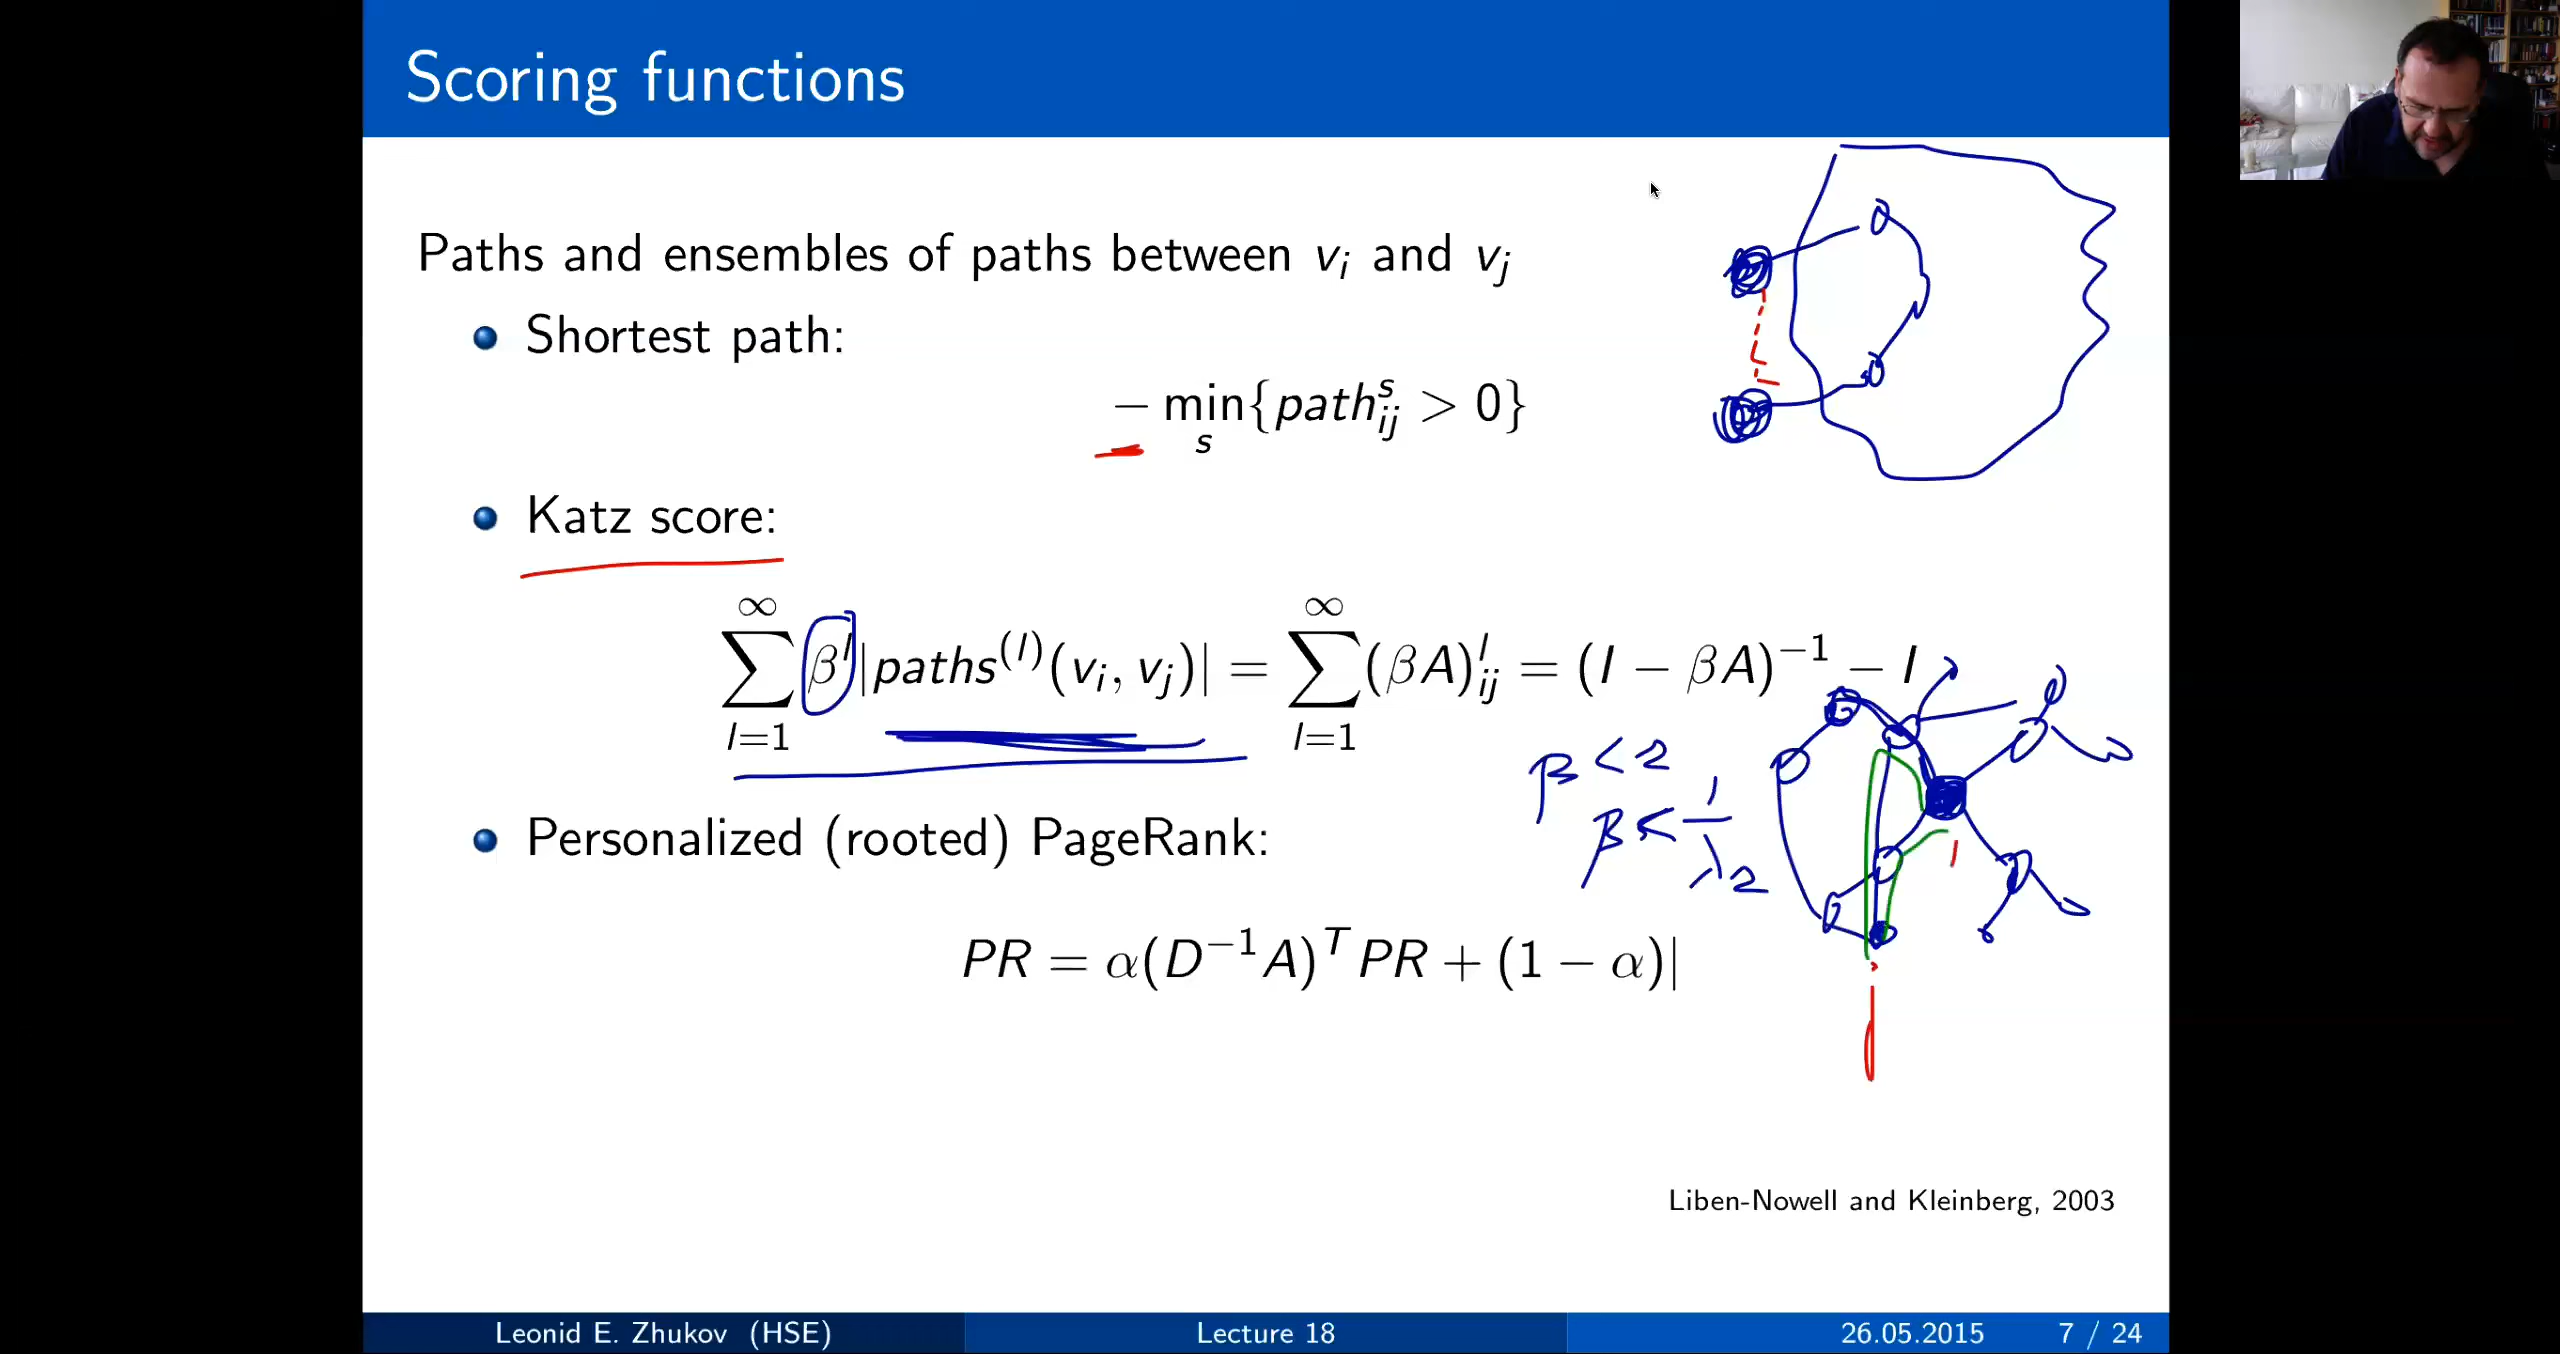 Scoring functions
Paths and ensembles of paths between v_i and v_j
Shortest path:
− min_s{path^s_ij > 0}
Katz score:
∑_{l=1}^{∞} β^l |paths^(l)(v_i, v_j)| = ∑_{l=1}^{∞} (βA)^l_ij = (I − βA)^−1 − I
β < 2
β < 1/λ2
Personalized (rooted) PageRank:
PR = α(D^−1 A)^T PR + (1 − α)|
Liben-Nowell and Kleinberg, 2003
Leonid E. Zhukov (HSE) Lecture 18 26.05.2015 7 / 24